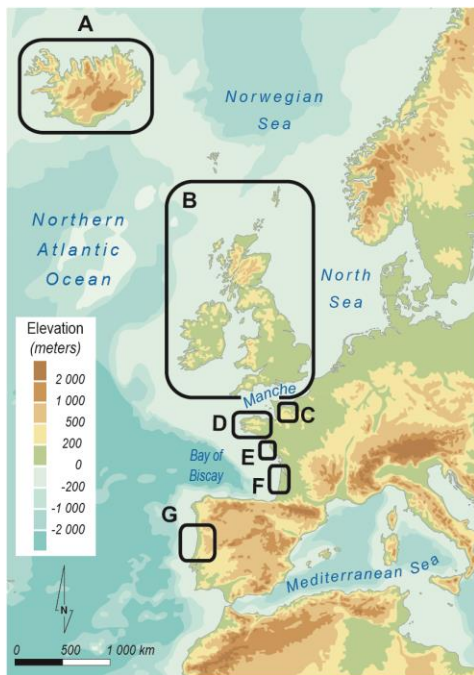 A
Norwegian
Sea
B
Northern
Atlantic
Ocean
North
Sea
Elevation
(meters)
2 000
1 000
500
200
0
-200
-1 000
-2 000
Manche
C
D
E
Bay of
Biscay
F
G
Mediterranean Sea
N
0 500 1 000 km